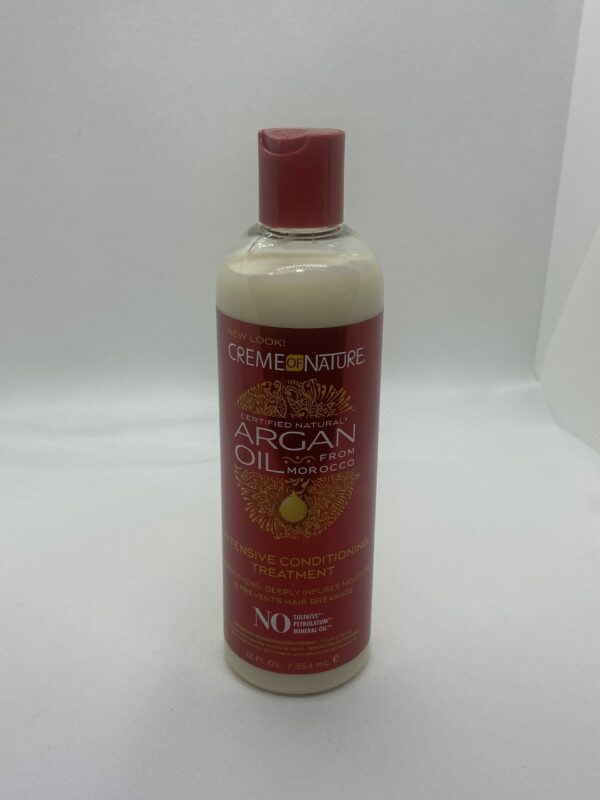 NEW LOOK!
CREME OF NATURE
CERTIFIED NATURAL*
ARGAN
OIL FROM
MOROCCO
INTENSIVE CONDITIONING
TREATMENT
DEEPLY INFUSES MOISTURE
& PREVENTS HAIR BREAKAGE
NO SULFATES**
PETROLATUM**
MINERAL OIL**
12 Fl. Oz. / 354 mL e